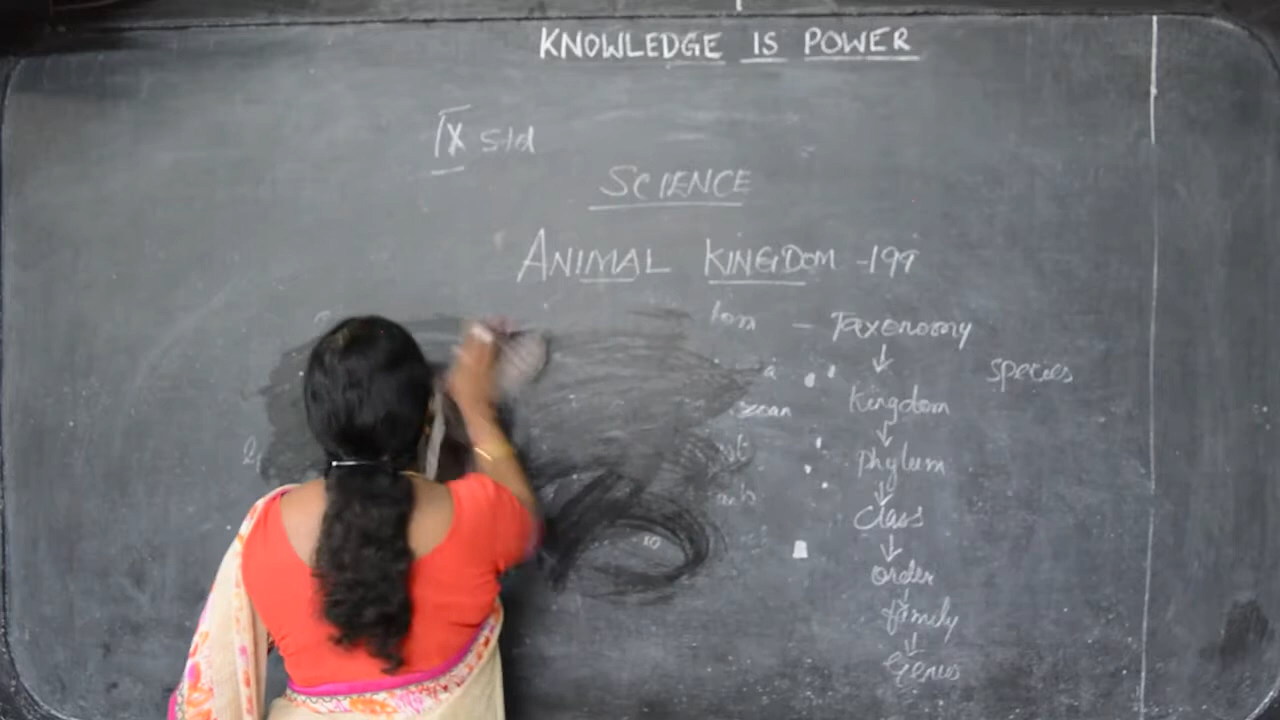 KNOWLEDGE IS POWER
IX Std
SCIENCE
ANIMAL KINGDOM -199
- Taxonomy
Species
Kingdom
Phylum
Class
Order
family
Genus